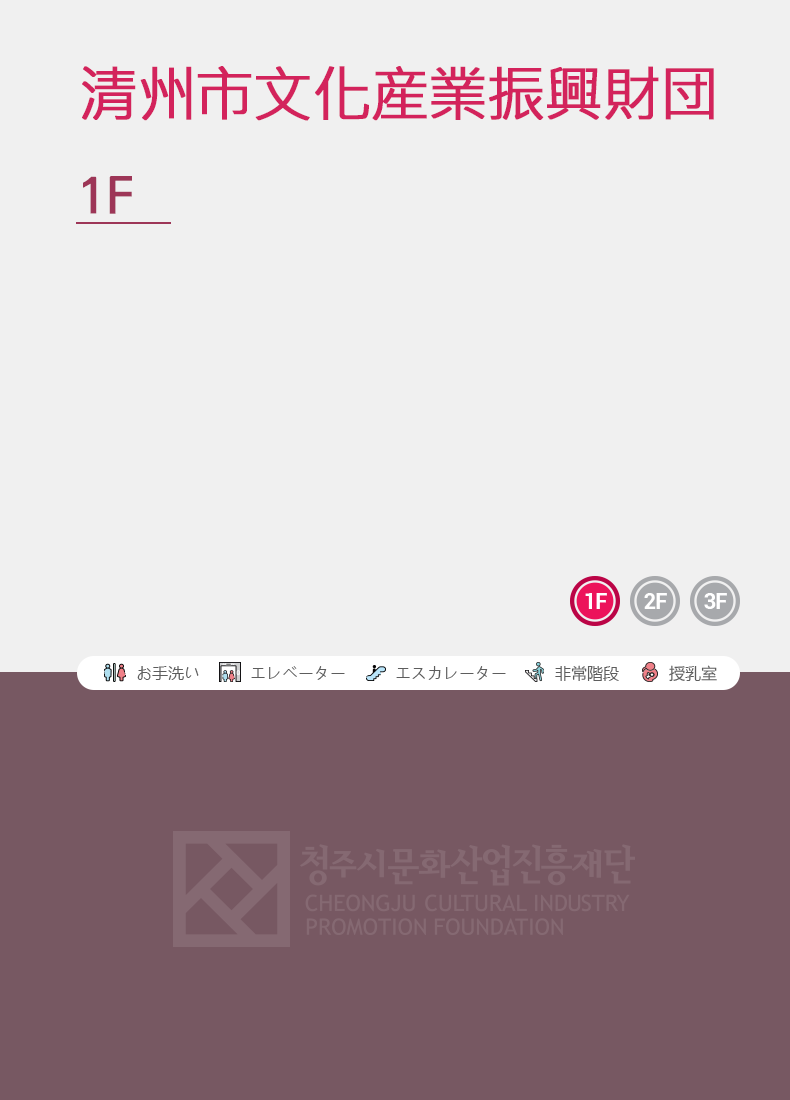 清州市文化産業振興財団
1F
1F 2F 3F
お手洗い エレベーター エスカレーター 非常階段 授乳室
청주시문화산업진흥재단
CHEONGJU CULTURAL INDUSTRY
PROMOTION FOUNDATION